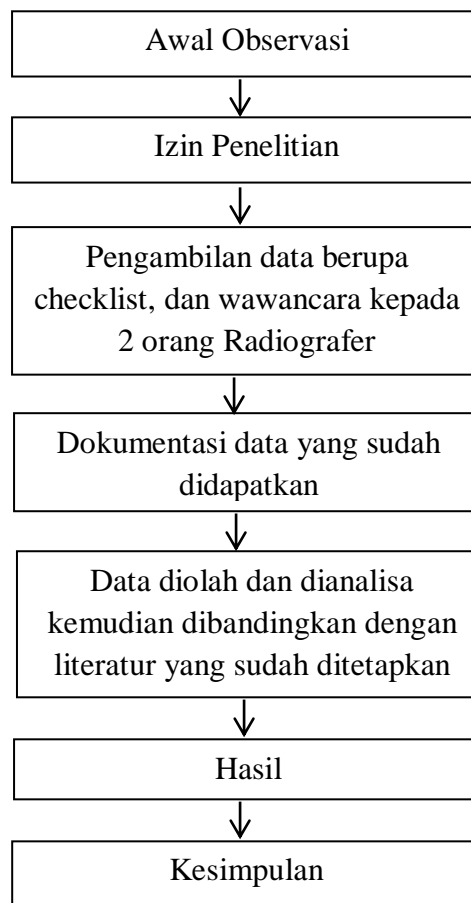 Awal Observasi
Izin Penelitian
Pengambilan data berupa
checklist, dan wawancara kepada
2 orang Radiografer
Dokumentasi data yang sudah
didapatkan
Data diolah dan dianalisa
kemudian dibandingkan dengan
literatur yang sudah ditetapkan
Hasil
Kesimpulan